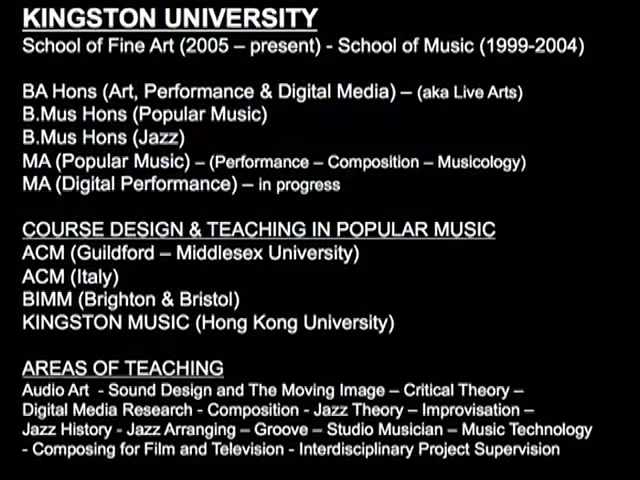 KINGSTON UNIVERSITY
School of Fine Art (2005 – present) - School of Music (1999-2004)
BA Hons (Art, Performance & Digital Media) – (aka Live Arts)
B.Mus Hons (Popular Music)
B.Mus Hons (Jazz)
MA (Popular Music) – (Performance – Composition – Musicology)
MA (Digital Performance) – in progress
COURSE DESIGN & TEACHING IN POPULAR MUSIC
ACM (Guildford – Middlesex University)
ACM (Italy)
BIMM (Brighton & Bristol)
KINGSTON MUSIC (Hong Kong University)
AREAS OF TEACHING
Audio Art - Sound Design and The Moving Image – Critical Theory –
Digital Media Research - Composition - Jazz Theory – Improvisation –
Jazz History - Jazz Arranging – Groove – Studio Musician – Music Technology
- Composing for Film and Television - Interdisciplinary Project Supervision